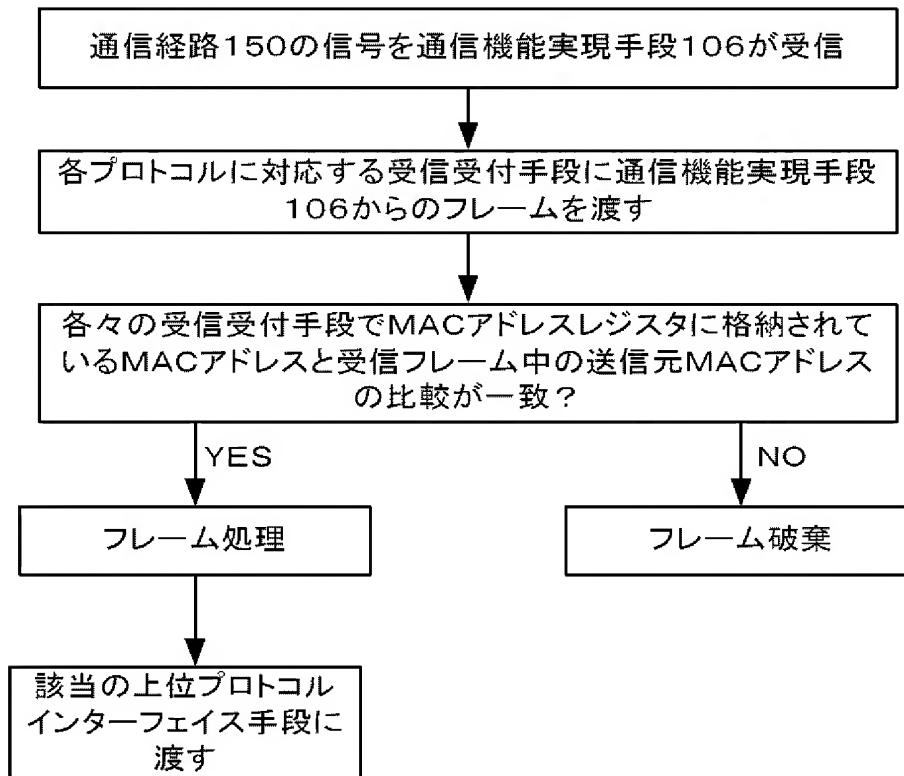 通信経路150の信号を通信機能実現手段106が受信
各プロトコルに対応する受信受付手段に通信機能実現手段
106からのフレームを渡す
各々の受信受付手段でMACアドレスレジスタに格納されて
いるMACアドレスと受信フレーム中の送信元MACアドレス
の比較が一致？
YES
NO
フレーム処理
フレーム破棄
該当の上位プロトコル
インターフェイス手段に
渡す